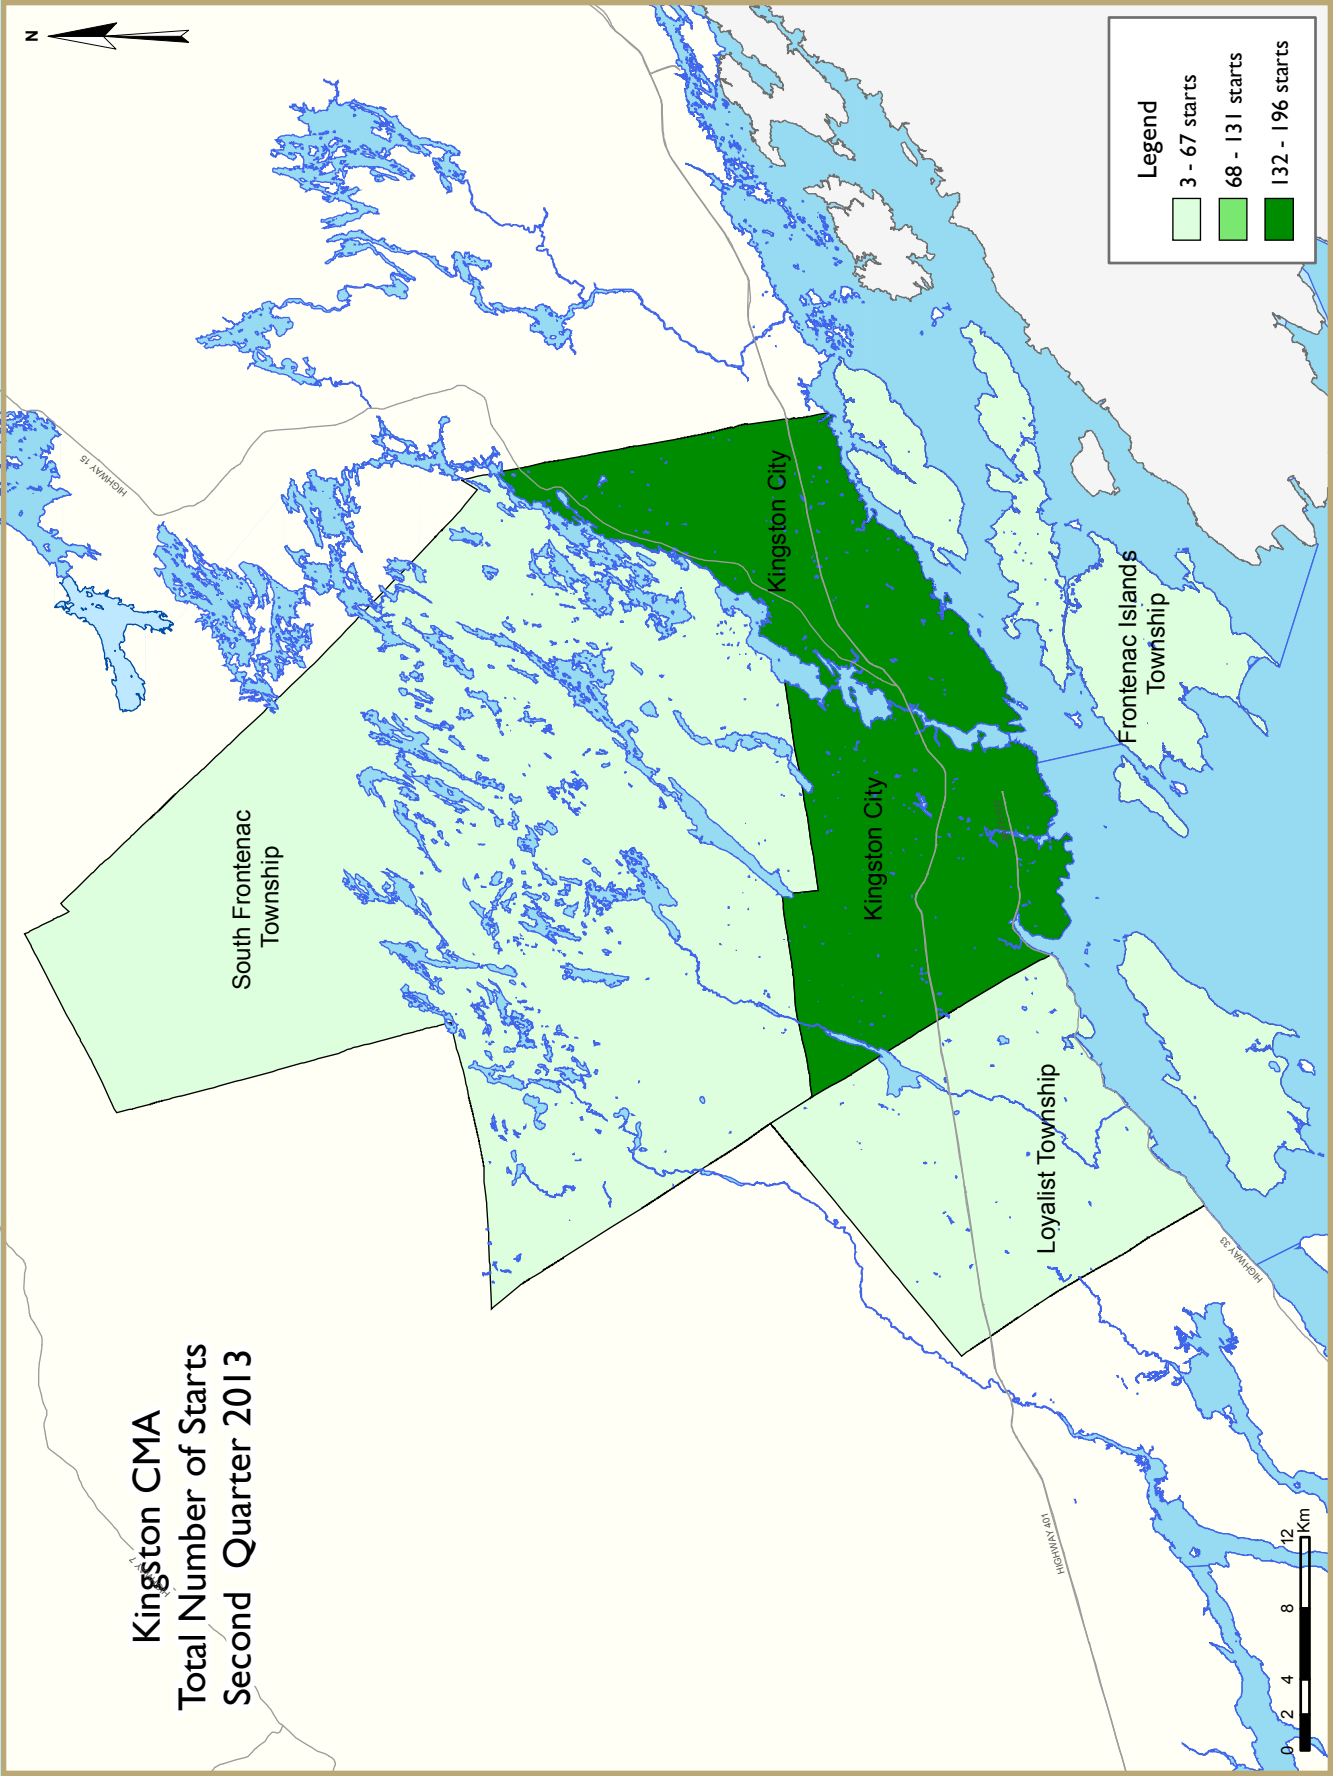 Kingston CMA
Total Number of Starts
Second Quarter 2013
N
HIGHWAY 15
South Frontenac
Township
Kingston City
Kingston City
Frontenac Islands
Township
Loyalist Township
HIGHWAY 33
HIGHWAY 401
Legend
3 - 67 starts
68 - 131 starts
132 - 196 starts
0 2 4 8 12
Km